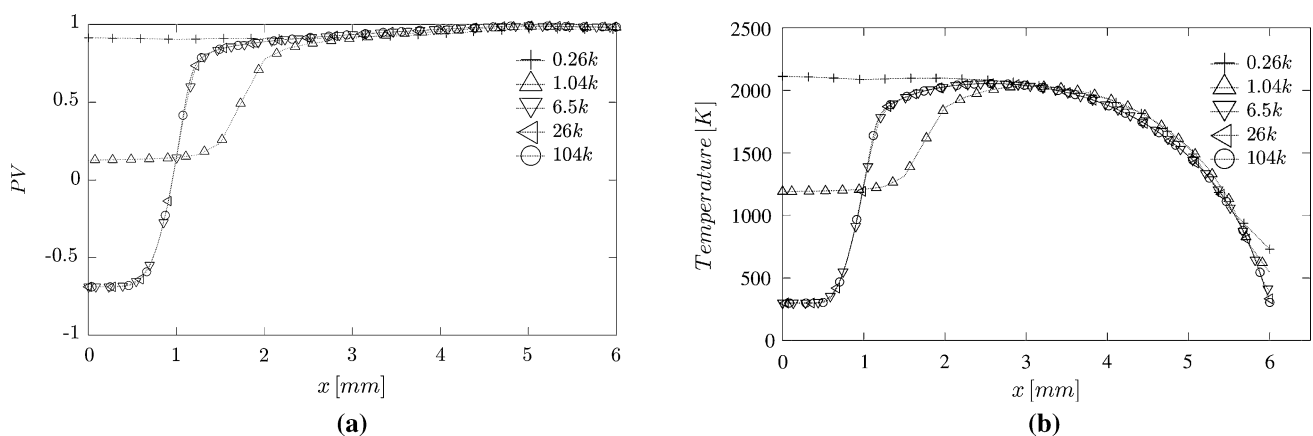 1
0.5
0
-0.5
-1
PV
0 1 2 3 4 5 6
x [mm]
0.26k
1.04k
6.5k
26k
104k
(a)
2500
2000
1500
1000
500
0
Temperature [K]
0 1 2 3 4 5 6
x [mm]
0.26k
1.04k
6.5k
26k
104k
(b)